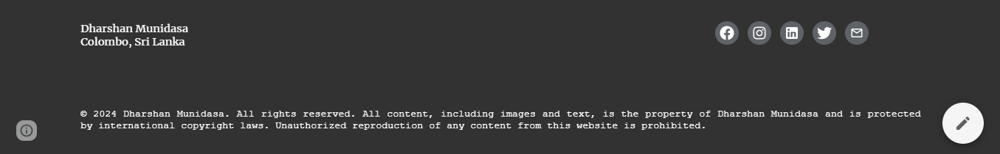 Dharshan Munidasa
Colombo, Sri Lanka
© 2024 Dharshan Munidasa. All rights reserved. All content, including images and text, is the property of Dharshan Munidasa and is protected
by international copyright laws. Unauthorized reproduction of any content from this website is prohibited.